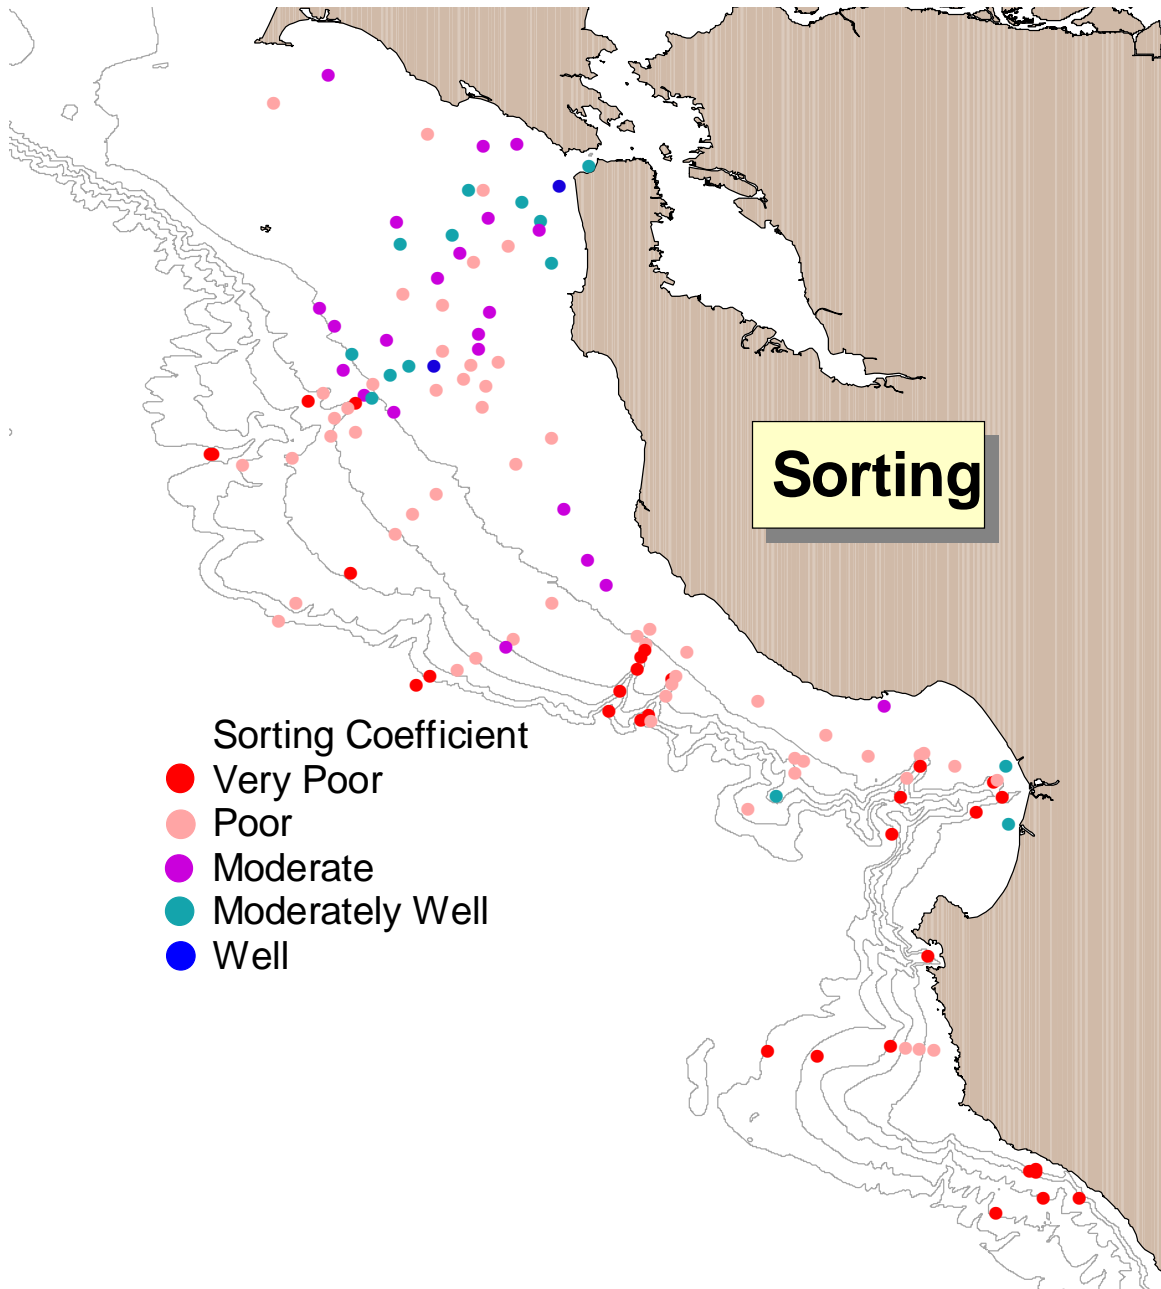 Sorting
Sorting Coefficient
Very Poor
Poor
Moderate
Moderately Well
Well